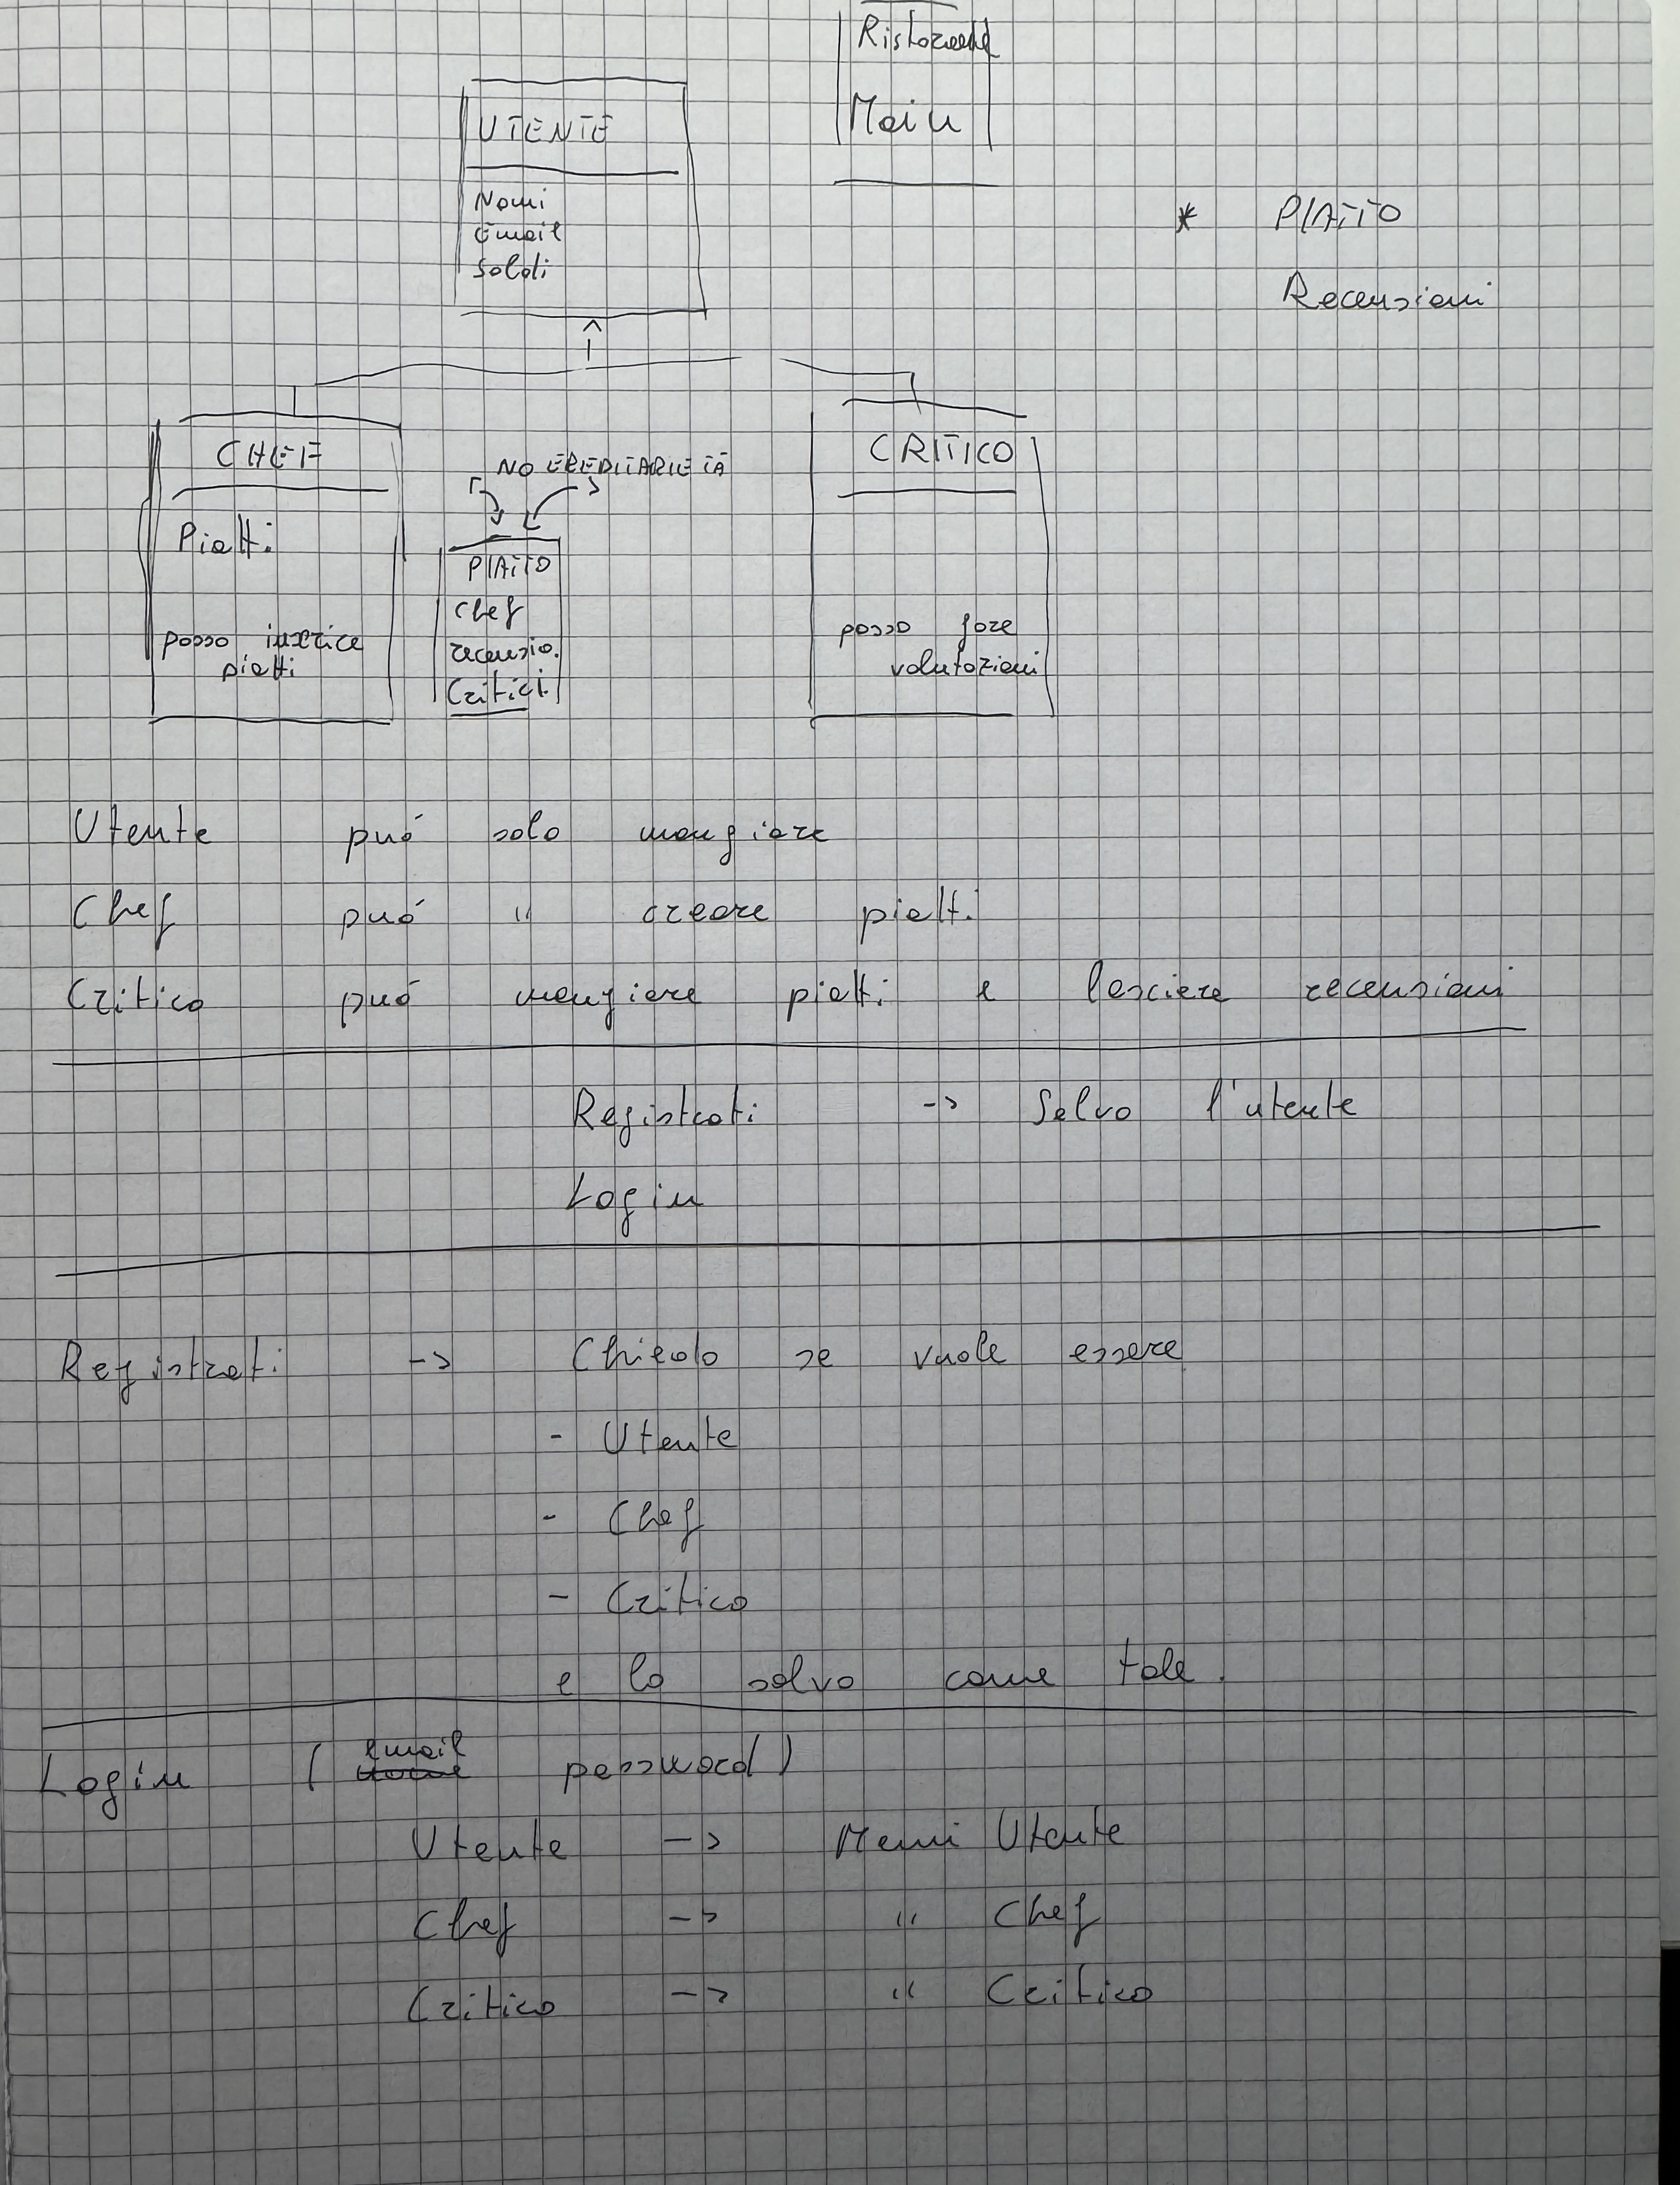 Ristorante
Main
UTENTE
Nomi
Email
Soldi
* PIATTO
Recensioni
CHEF
Piatti
posso inserice
piatti
NO EREDITARIETÀ
PIATTO
Chef
recensio.
Critici.
CRITICO
posso fare
valutazioni
Utente può solo mangiare
Chef può " creare piatti
Critico può mangiare piatti e lasciare recensioni
Registrati -> Salvo l'utente
Login
Registrati -> Chiedo se vuole essere
- Utente
- Chef
- Critico
e lo salvo come tale.
Login ( email password )
Utente -> Menu Utente
Chef -> " Chef
Critico -> " Critico